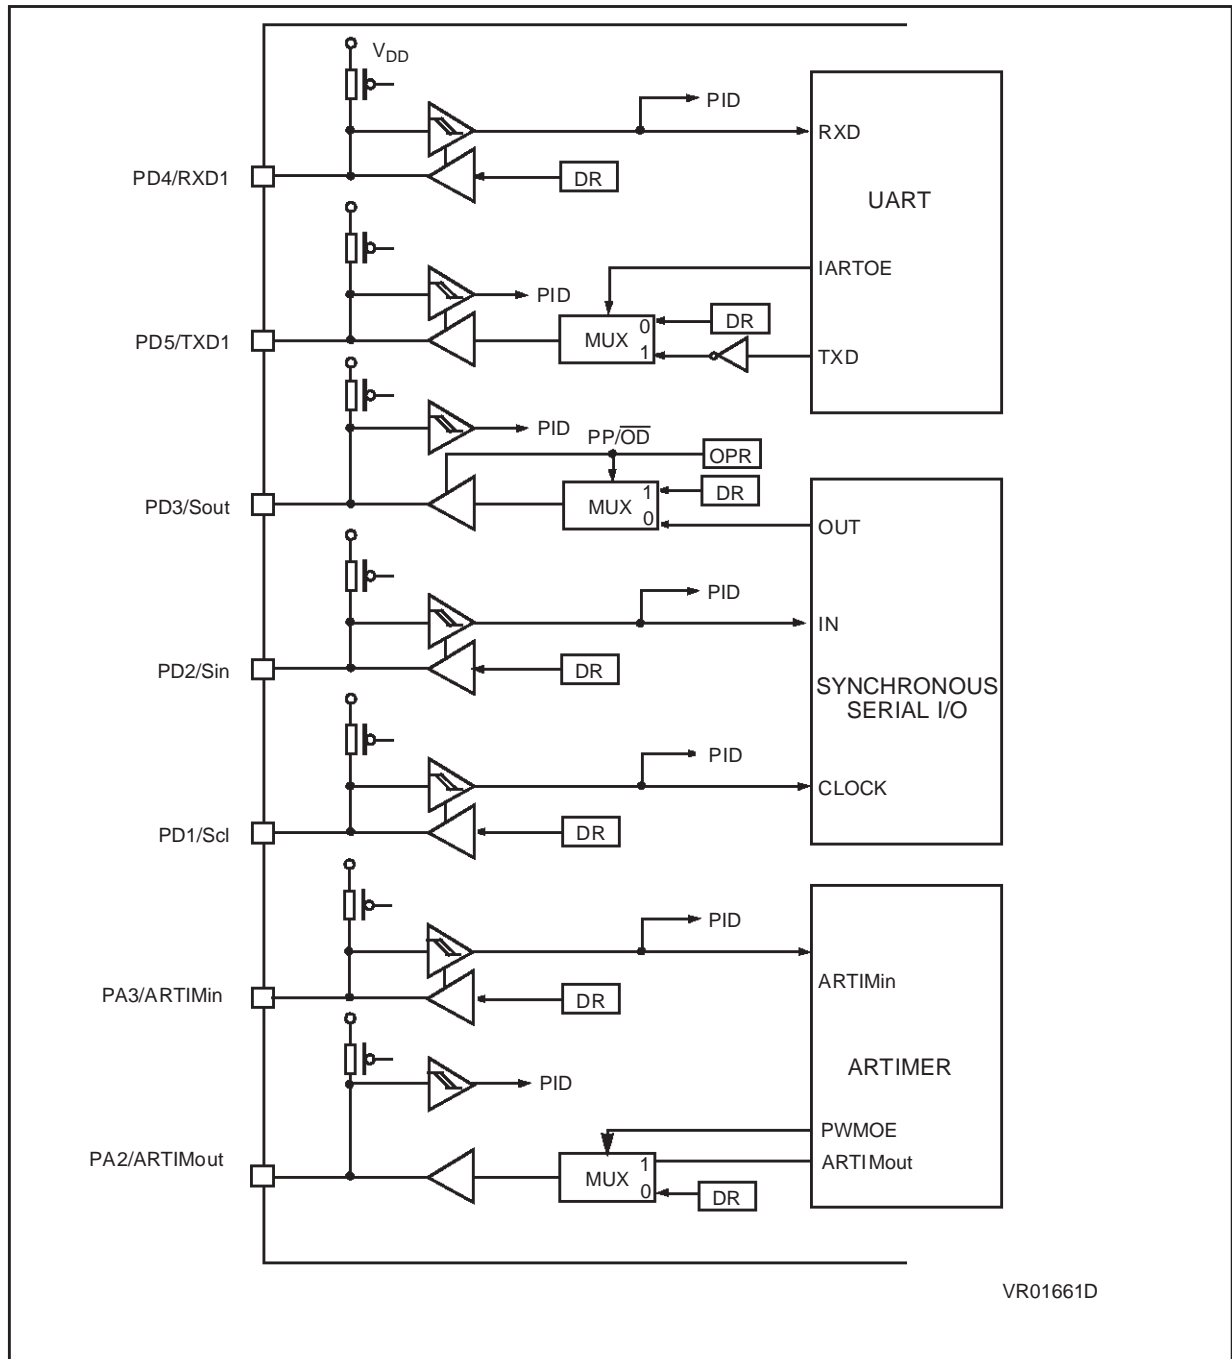 VDD
PID
RXD
PD4/RXD1
DR
UART
IARTOE
PID
DR
PD5/TXD1
MUX
0
1
TXD
PID
PP/OD
OPR
PD3/Sout
MUX
1
0
DR
OUT
PID
IN
PD2/Sin
DR
SYNCHRONOUS
SERIAL I/O
PID
CLOCK
PD1/Scl
DR
PID
ARTIMin
PA3/ARTIMin
DR
ARTIMER
PID
PWMOE
PA2/ARTIMout
MUX
1
0
ARTIMout
DR
VR01661D